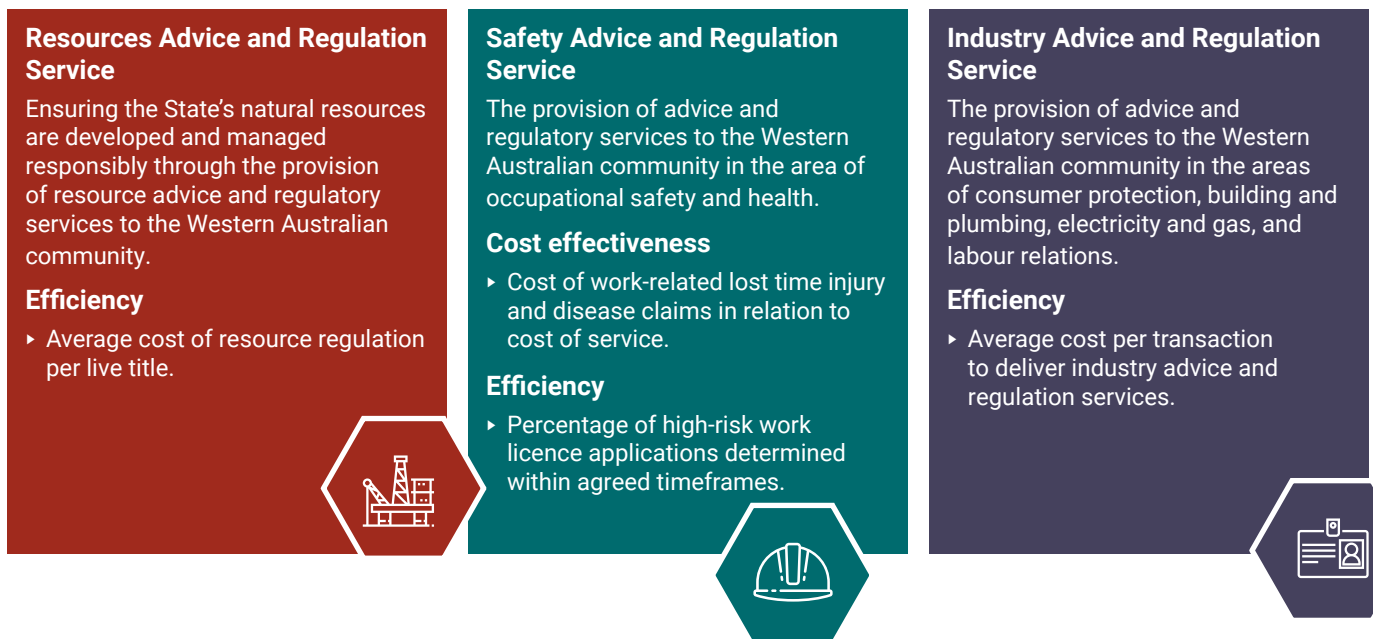 Resources Advice and Regulation
Service
Ensuring the State’s natural resources
are developed and managed
responsibly through the provision
of resource advice and regulatory
services to the Western Australian
community.
Efficiency
▸ Average cost of resource regulation
per live title.
Safety Advice and Regulation
Service
The provision of advice and
regulatory services to the Western
Australian community in the area of
occupational safety and health.
Cost effectiveness
▸ Cost of work-related lost time injury
and disease claims in relation to
cost of service.
Efficiency
▸ Percentage of high-risk work
licence applications determined
within agreed timeframes.
Industry Advice and Regulation
Service
The provision of advice and
regulatory services to the Western
Australian community in the areas
of consumer protection, building and
plumbing, electricity and gas, and
labour relations.
Efficiency
▸ Average cost per transaction
to deliver industry advice and
regulation services.